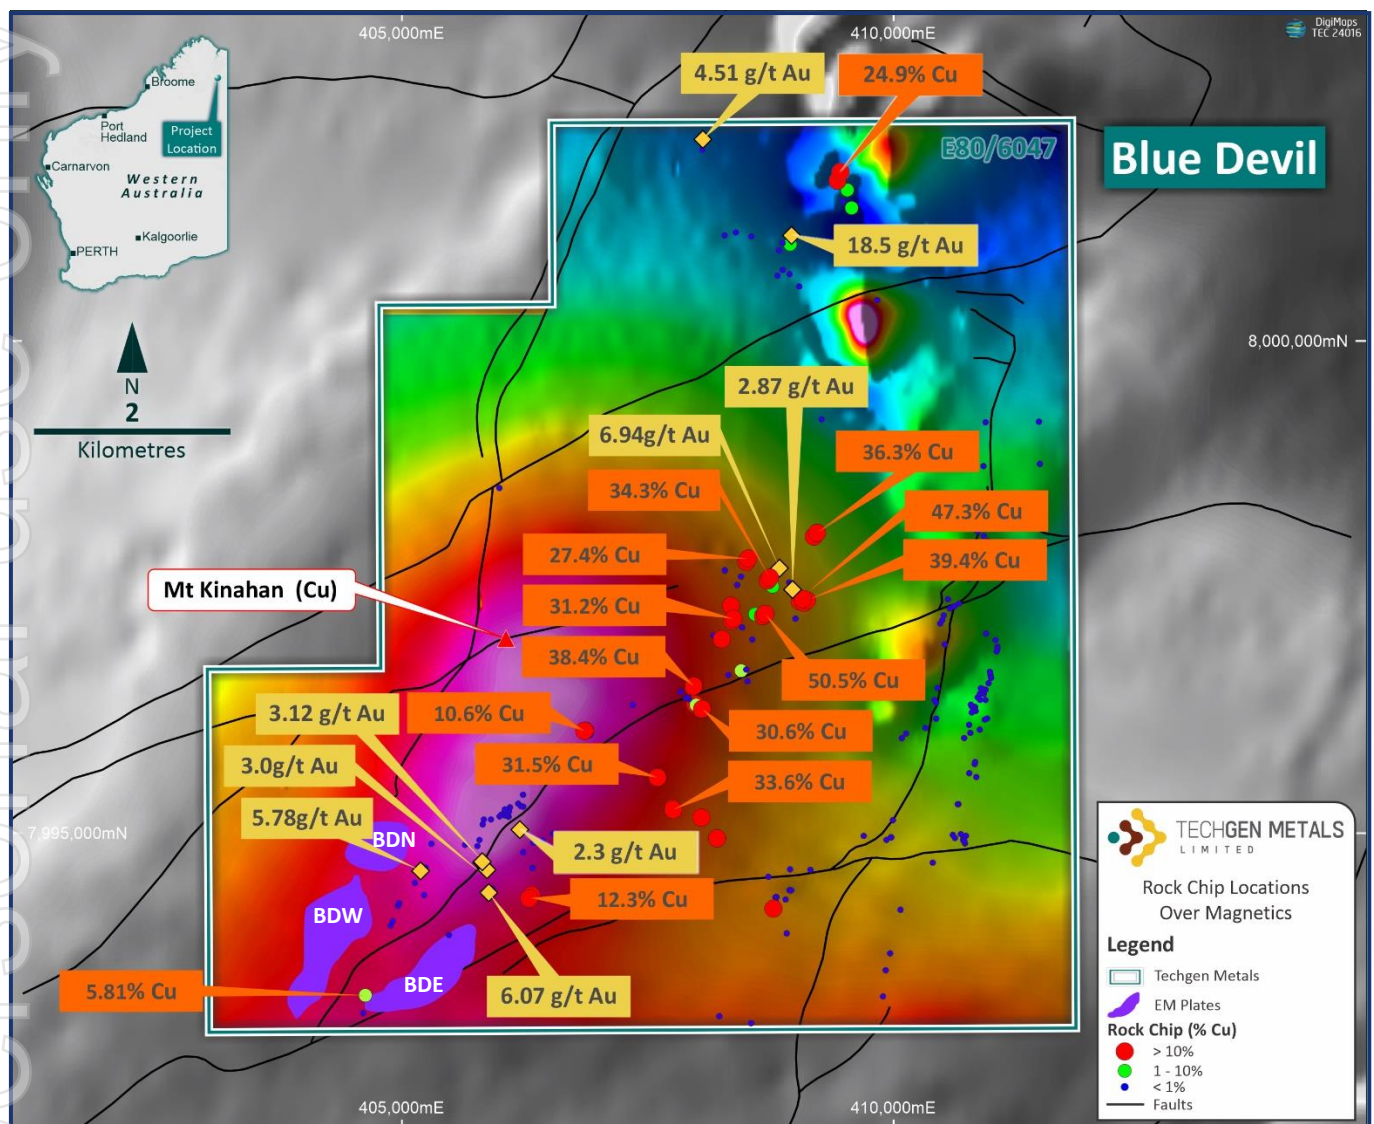 405,000mE
410,000mE
DigiMaps
TEC 24016
Broome
Port
Hedland
Project
Location
Carnarvon
Western
Australia
Kalgoorlie
PERTH
4.51 g/t Au
24.9% Cu
E80/6047
Blue Devil
18.5 g/t Au
N
2
Kilometres
8,000,000mN
2.87 g/t Au
6.94g/t Au
36.3% Cu
34.3% Cu
47.3% Cu
27.4% Cu
39.4% Cu
Mt Kinahan (Cu)
31.2% Cu
38.4% Cu
50.5% Cu
3.12 g/t Au
10.6% Cu
30.6% Cu
3.0g/t Au
31.5% Cu
33.6% Cu
5.78g/t Au
7,995,000mN
BDN
2.3 g/t Au
12.3% Cu
BDW
BDE
5.81% Cu
6.07 g/t Au
TECHGEN METALS
LIMITED
Rock Chip Locations
Over Magnetics
Legend
Techgen Metals
EM Plates
Rock Chip (% Cu)
> 10%
1 - 10%
< 1%
Faults
405,000mE
410,000mE